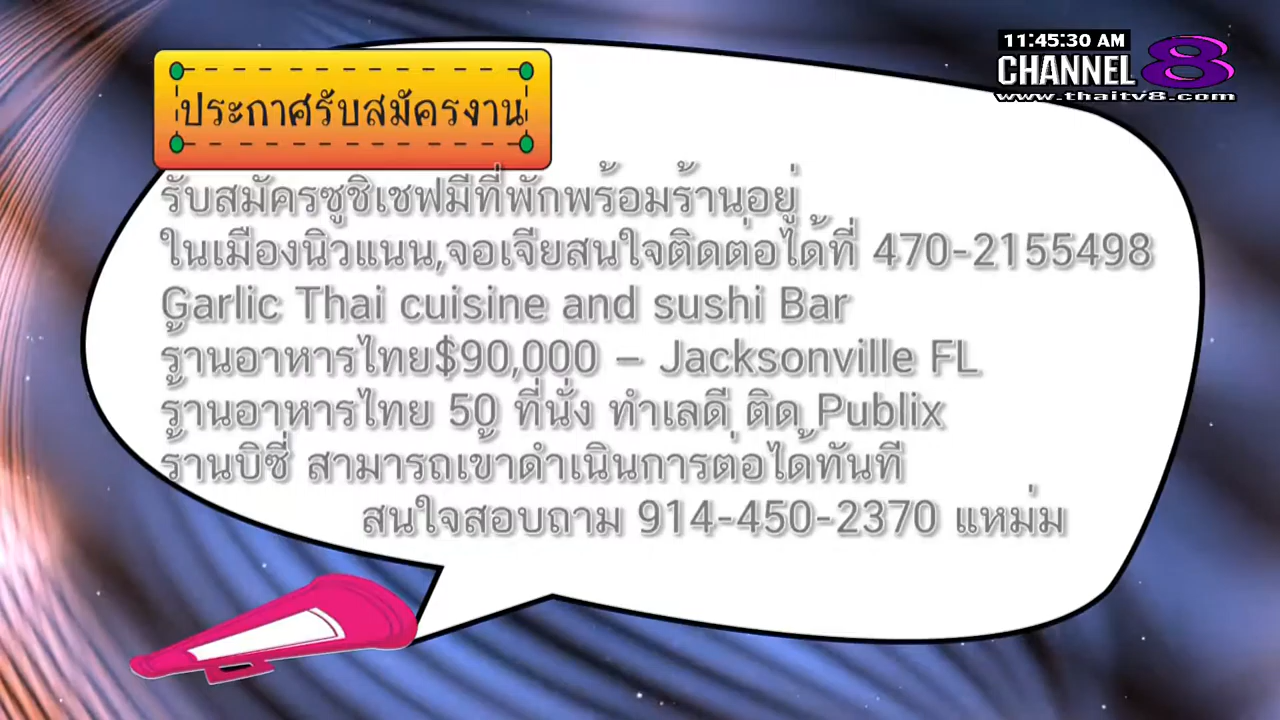 11:45:30 AM
CHANNEL 8
www.thaitv8.com
ประกาศรับสมัครงาน
รับสมัครซูชิเชฟมีที่พักพร้อมร้านอยู่
ในเมืองนิวแนน,จอเจียสนใจติดต่อได้ที่ 470-2155498
Garlic Thai cuisine and sushi Bar
ร้านอาหารไทย$90,000 – Jacksonville FL
ร้านอาหารไทย 50 ที่นั่ง ทำเลดี ติด Publix
ร้านบิซี่ สามารถเข้าดำเนินการต่อได้ทันที
สนใจสอบถาม 914-450-2370 แหม่ม